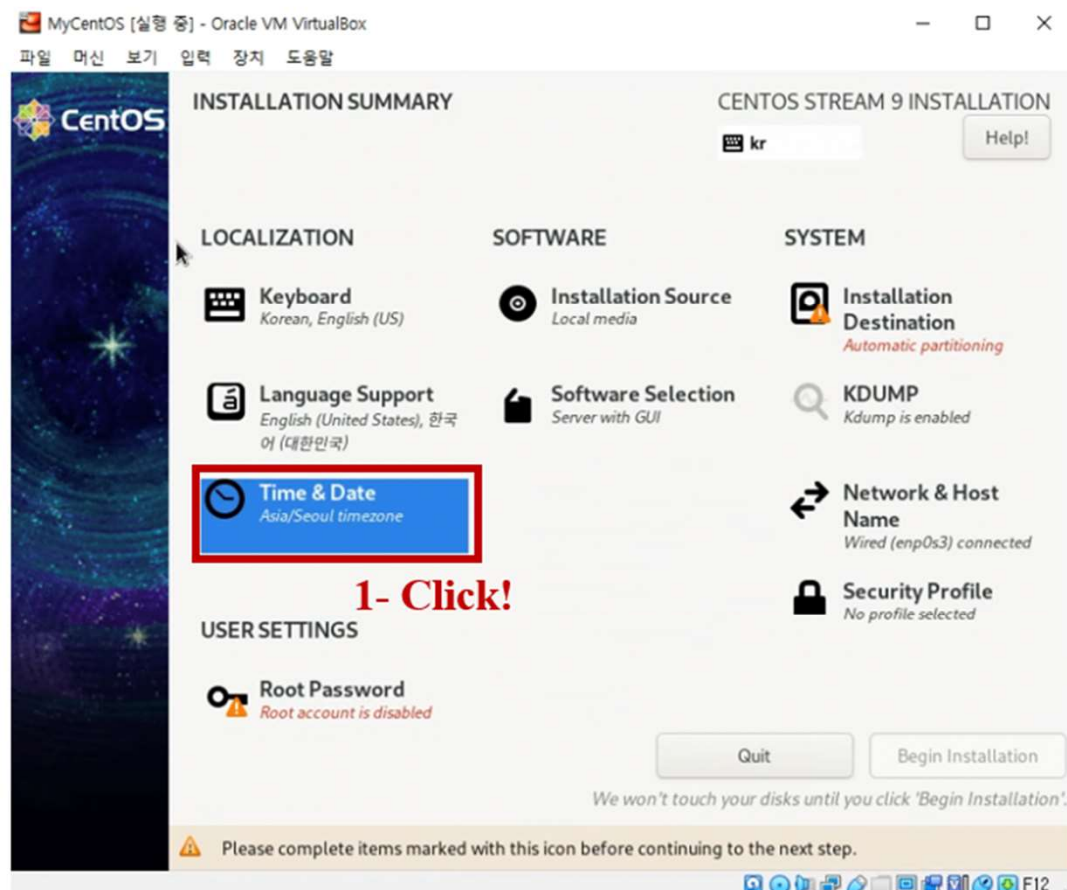 MyCentOS [실행 중] - Oracle VM VirtualBox
파일 머신 보기 입력 장치 도움말
CentOS
INSTALLATION SUMMARY
CENTOS STREAM 9 INSTALLATION
kr
Help!
LOCALIZATION
Keyboard
Korean, English (US)
Language Support
English (United States), 한국
어 (대한민국)
Time & Date
Asia/Seoul timezone
1- Click!
SOFTWARE
Installation Source
Local media
Software Selection
Server with GUI
SYSTEM
Installation
Destination
Automatic partitioning
KDUMP
Kdump is enabled
Network & Host
Name
Wired (enp0s3) connected
Security Profile
No profile selected
USER SETTINGS
Root Password
Root account is disabled
Quit
Begin Installation
We won't touch your disks until you click 'Begin Installation'.
Please complete items marked with this icon before continuing to the next step.
F12